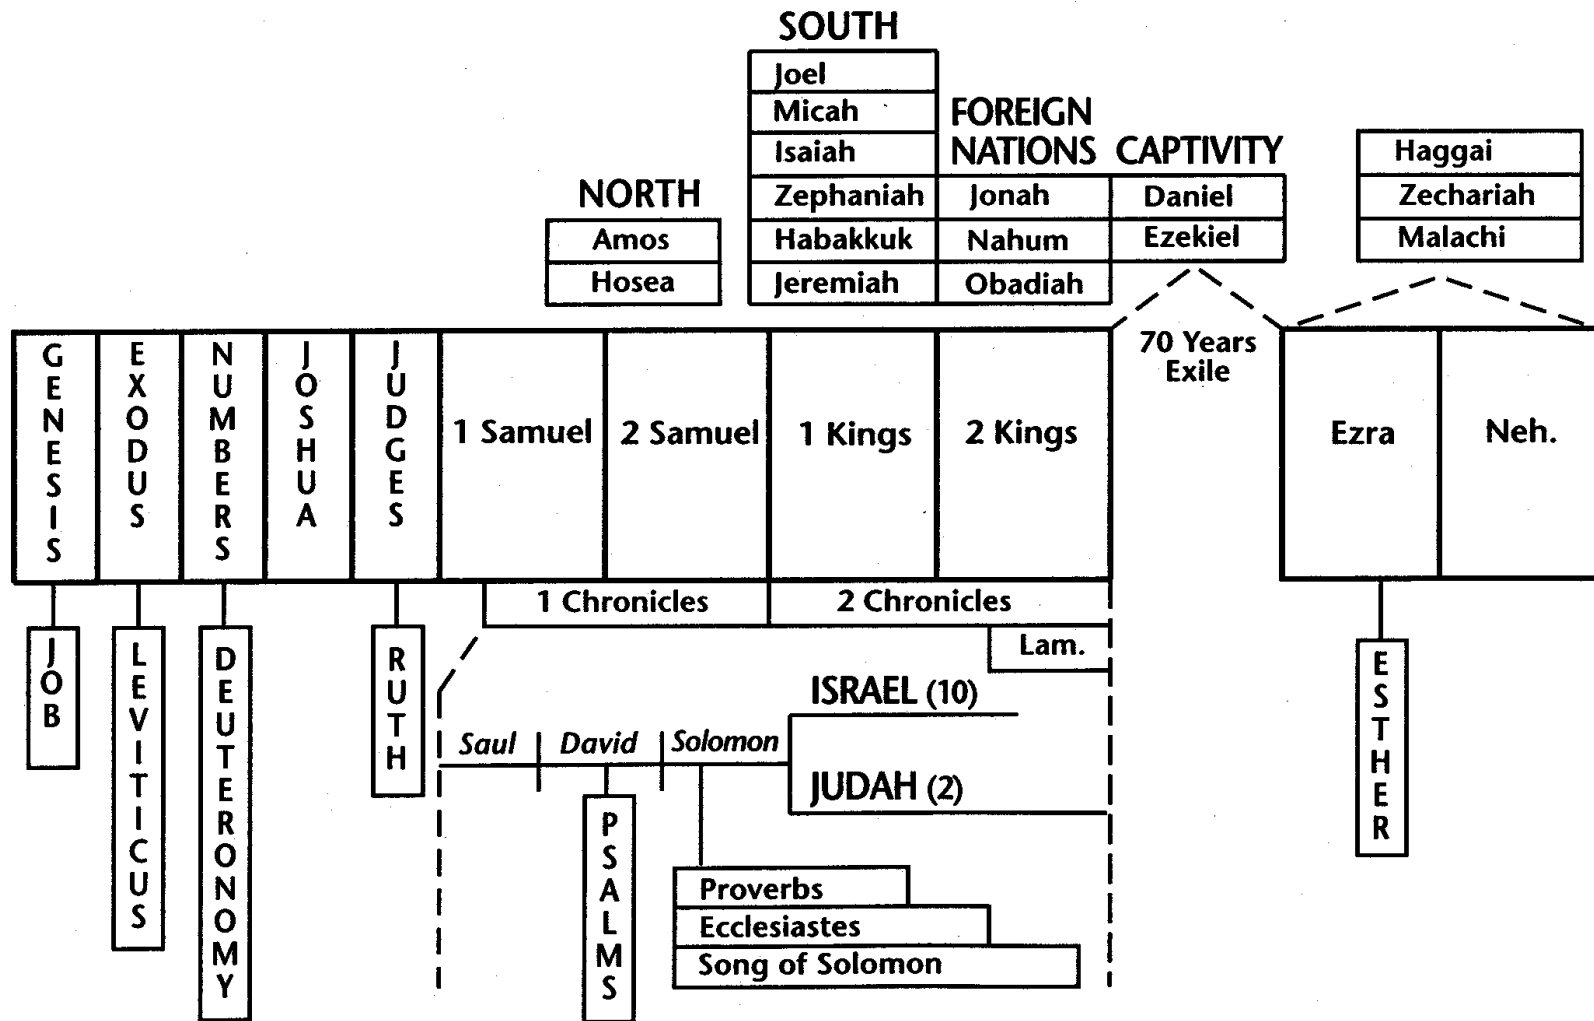 SOUTH
Joel
Micah
Isaiah
Zephaniah
Habakkuk
Jeremiah
FOREIGN
NATIONS
Jonah
Nahum
Obadiah
CAPTIVITY
Daniel
Ezekiel
NORTH
Amos
Hosea
Haggai
Zechariah
Malachi
GENESIS
EXODUS
NUMBERS
JOSHUA
JUDGES
1 Samuel
2 Samuel
1 Kings
2 Kings
70 Years
Exile
Ezra
Neh.
1 Chronicles
2 Chronicles
Lam.
JOB
LEVITICUS
DEUTERONOMY
RUTH
Saul
David
Solomon
ISRAEL (10)
JUDAH (2)
PSALMS
Proverbs
Ecclesiastes
Song of Solomon
ESTHER